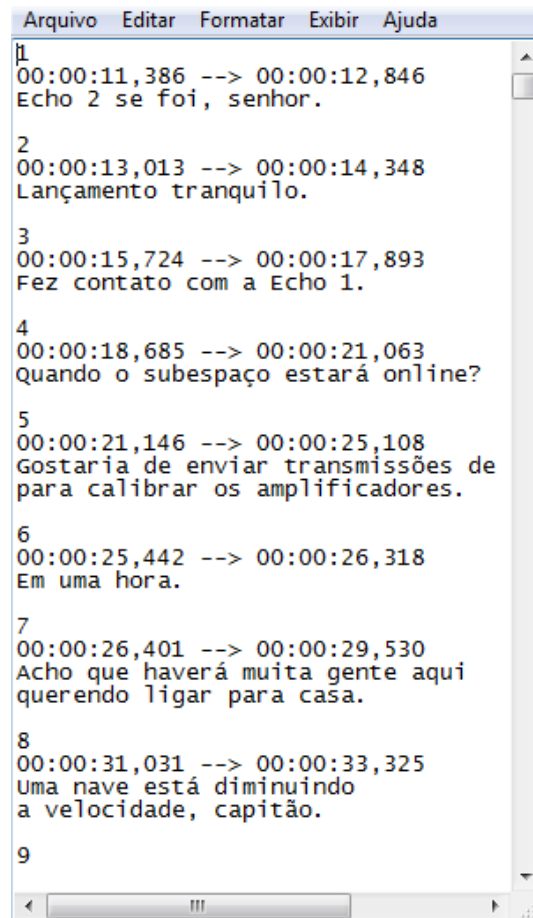 Arquivo Editar Formatar Exibir Ajuda
1
00:00:11,386 --> 00:00:12,846
Echo 2 se foi, senhor.
2
00:00:13,013 --> 00:00:14,348
Lançamento tranquilo.
3
00:00:15,724 --> 00:00:17,893
Fez contato com a Echo 1.
4
00:00:18,685 --> 00:00:21,063
Quando o subespaço estará online?
5
00:00:21,146 --> 00:00:25,108
Gostaria de enviar transmissões de
para calibrar os amplificadores.
6
00:00:25,442 --> 00:00:26,318
Em uma hora.
7
00:00:26,401 --> 00:00:29,530
Acho que haverá muita gente aqui
querendo ligar para casa.
8
00:00:31,031 --> 00:00:33,325
Uma nave está diminuindo
a velocidade, capitão.
9